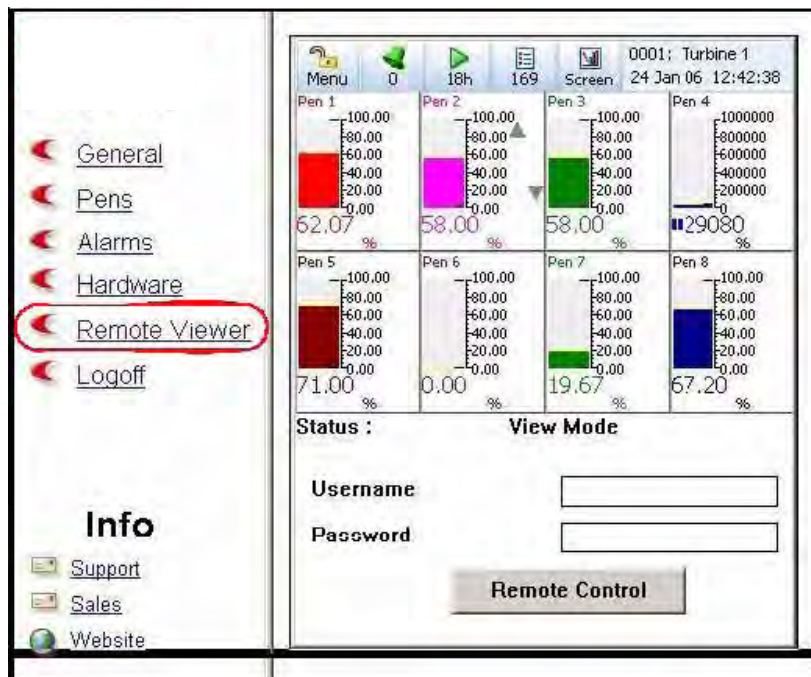 General
Pens
Alarms
Hardware
Remote Viewer
Logoff
Info
Support
Sales
Website
Menu 0 18h 169 Screen
0001; Turbine 1
24 Jan 06 12:42:38
Pen 1
100.00
80.00
60.00
40.00
20.00
0.00
62.07
%
Pen 2
100.00
80.00
60.00
40.00
20.00
0.00
58.00
%
Pen 3
100.00
80.00
60.00
40.00
20.00
0.00
58.00
%
Pen 4
1000000
800000
600000
400000
200000
0
29080
%
Pen 5
100.00
80.00
60.00
40.00
20.00
0.00
71.00
%
Pen 6
100.00
80.00
60.00
40.00
20.00
0.00
0.00
%
Pen 7
100.00
80.00
60.00
40.00
20.00
0.00
19.67
%
Pen 8
100.00
80.00
60.00
40.00
20.00
0.00
67.20
%
Status : View Mode
Username
Password
Remote Control